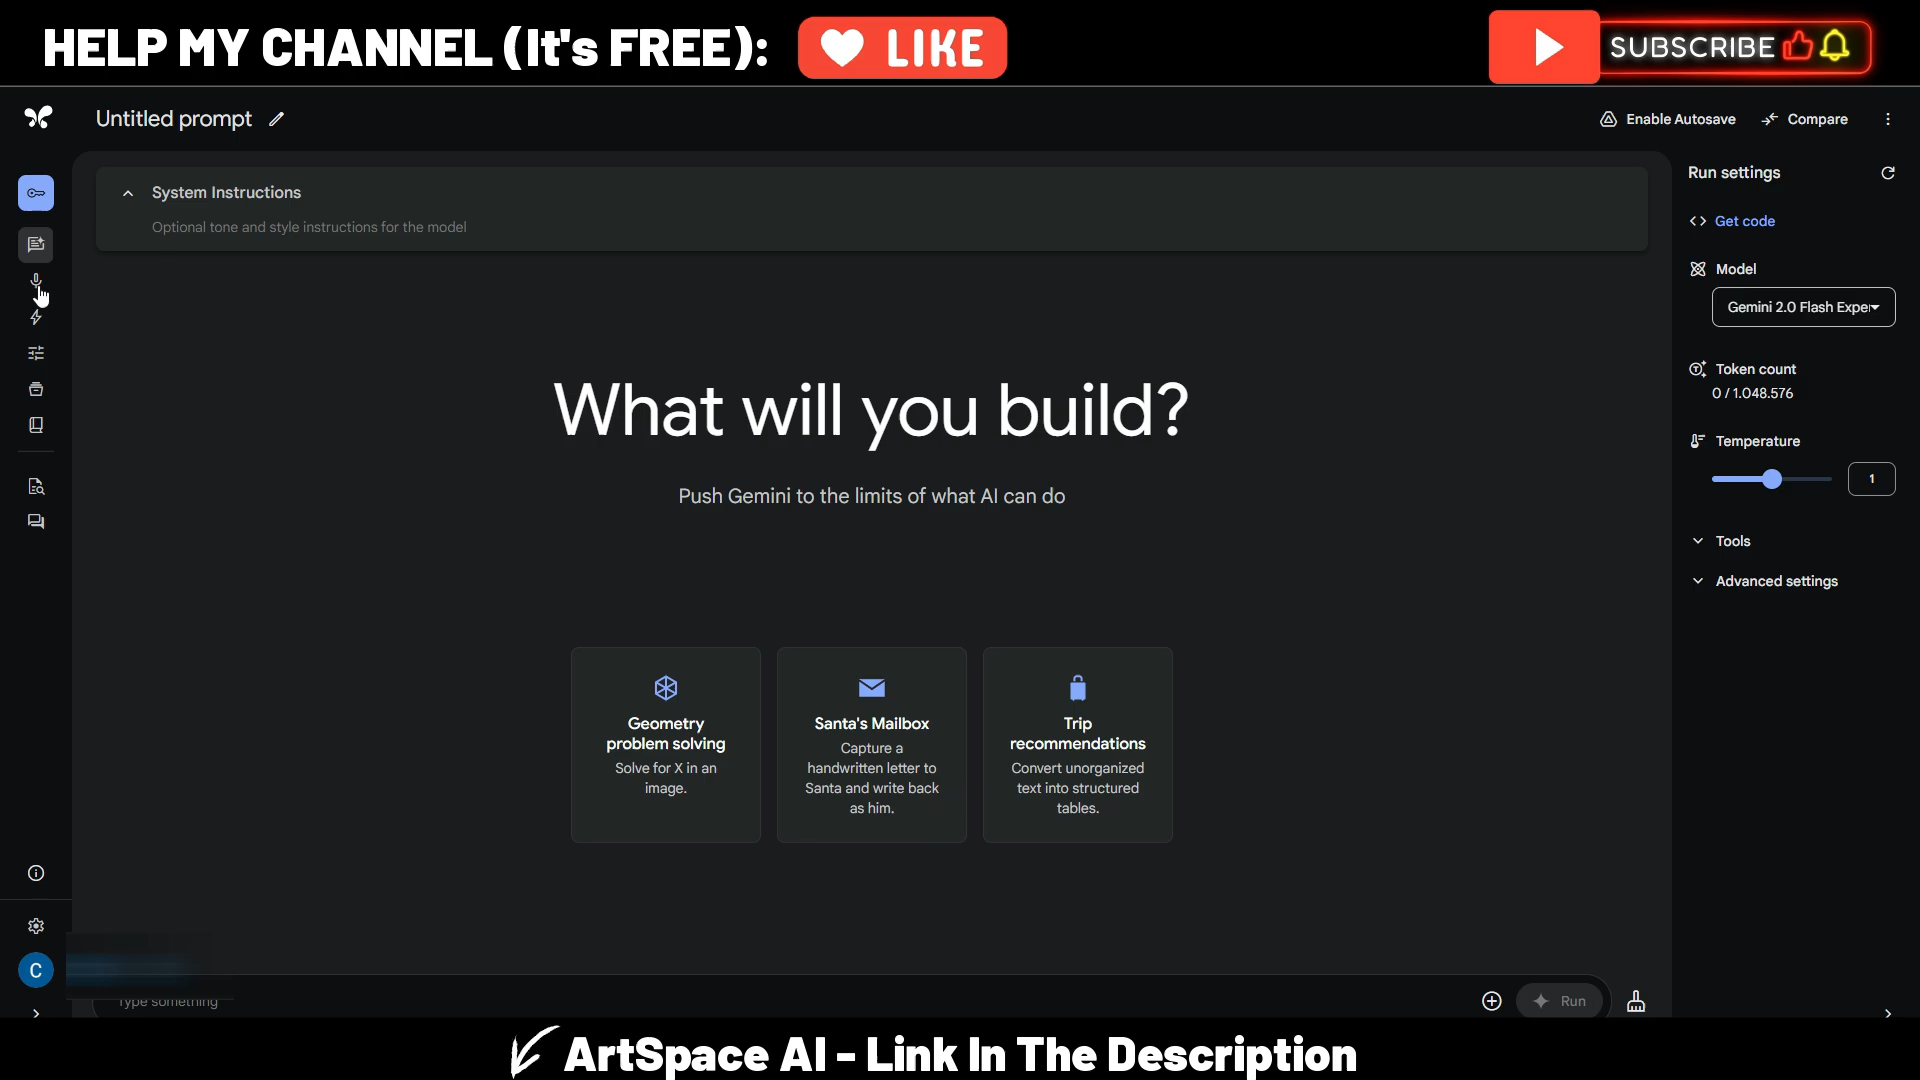 HELP MY CHANNEL (It's FREE):
LIKE
SUBSCRIBE
Untitled prompt
Enable Autosave
Compare
System Instructions
Optional tone and style instructions for the model
What will you build?
Push Gemini to the limits of what AI can do
Geometry
problem solving
Solve for X in an
image.
Santa's Mailbox
Capture a
handwritten letter to
Santa and write back
as him.
Trip
recommendations
Convert unorganized
text into structured
tables.
Run settings
Get code
Model
Gemini 2.0 Flash Exper
Token count
0 / 1.048.576
Temperature
1
Tools
Advanced settings
C
Type something
Run
ArtSpace AI - Link In The Description